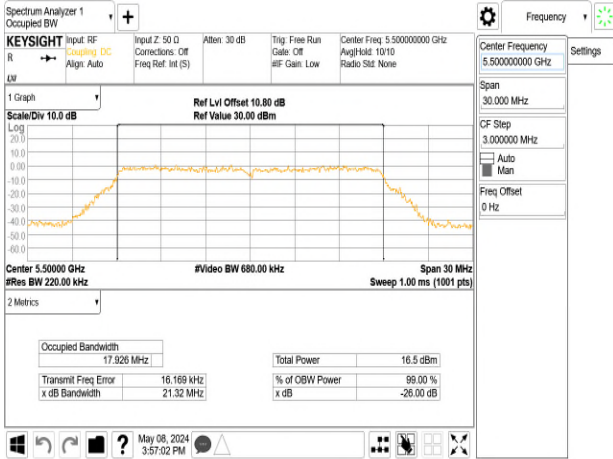 Spectrum Analyzer 1
Occupied BW
+
Frequency
KEYSIGHT
R
Input: RF
Coupling: DC
Align: Auto
Input Z: 50 Ω
Corrections: Off
Freq Ref: Int (S)
Atten: 30 dB
Trig: Free Run
Gate: Off
#IF Gain: Low
Center Freq: 5.500000000 GHz
Avg|Hold: 10/10
Radio Std: None
Center Frequency
5.500000000 GHz
Settings
Span
30.000 MHz
CF Step
3.000000 MHz
Auto
Man
Freq Offset
0 Hz
1 Graph
Scale/Div 10.0 dB
Ref Lvl Offset 10.80 dB
Ref Value 30.00 dBm
Log
20.0
10.0
0.00
-10.0
-20.0
-30.0
-40.0
-50.0
-60.0
Center 5.50000 GHz
#Video BW 680.00 kHz
Span 30 MHz
#Res BW 220.00 kHz
Sweep 1.00 ms (1001 pts)
2 Metrics
Occupied Bandwidth
17.926 MHz
Total Power 16.5 dBm
Transmit Freq Error 16.169 kHz
% of OBW Power 99.00 %
x dB Bandwidth 21.32 MHz
x dB -26.00 dB
?
May 08, 2024
3:57:02 PM